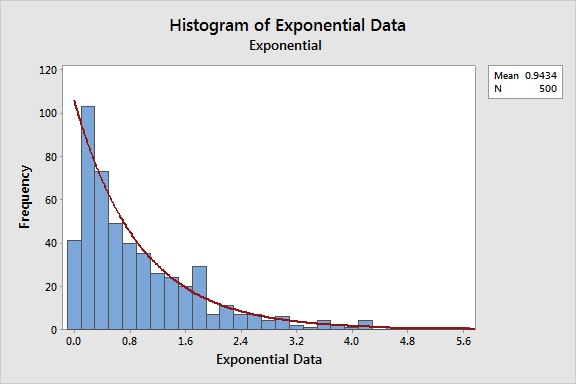 Histogram of Exponential Data
Exponential
Mean 0.9434
N 500
120
100
80
60
40
20
0
Frequency
0.0 0.8 1.6 2.4 3.2 4.0 4.8 5.6
Exponential Data